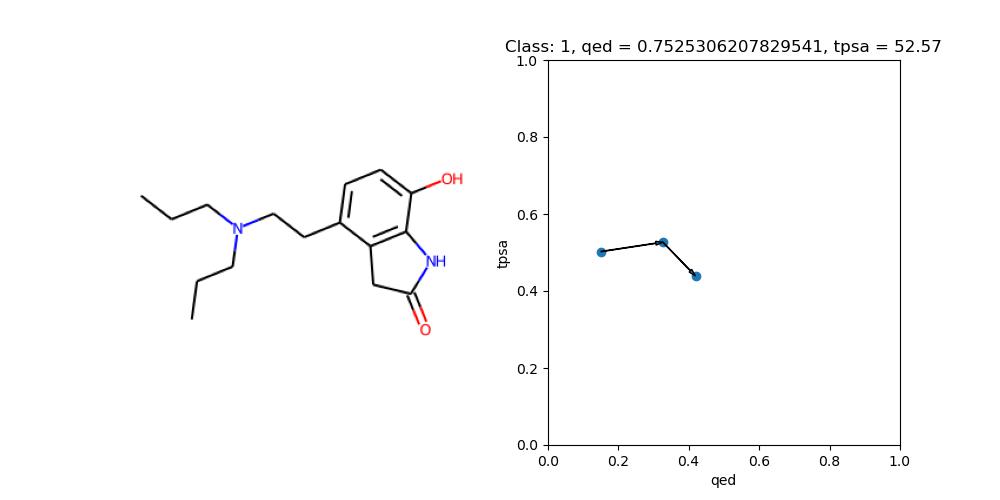 Class: 1, qed = 0.7525306207829541, tpsa = 52.57
1.0
0.8
0.6
0.4
0.2
0.0
tpsa
0.0 0.2 0.4 0.6 0.8 1.0
qed
OH
N
NH
O